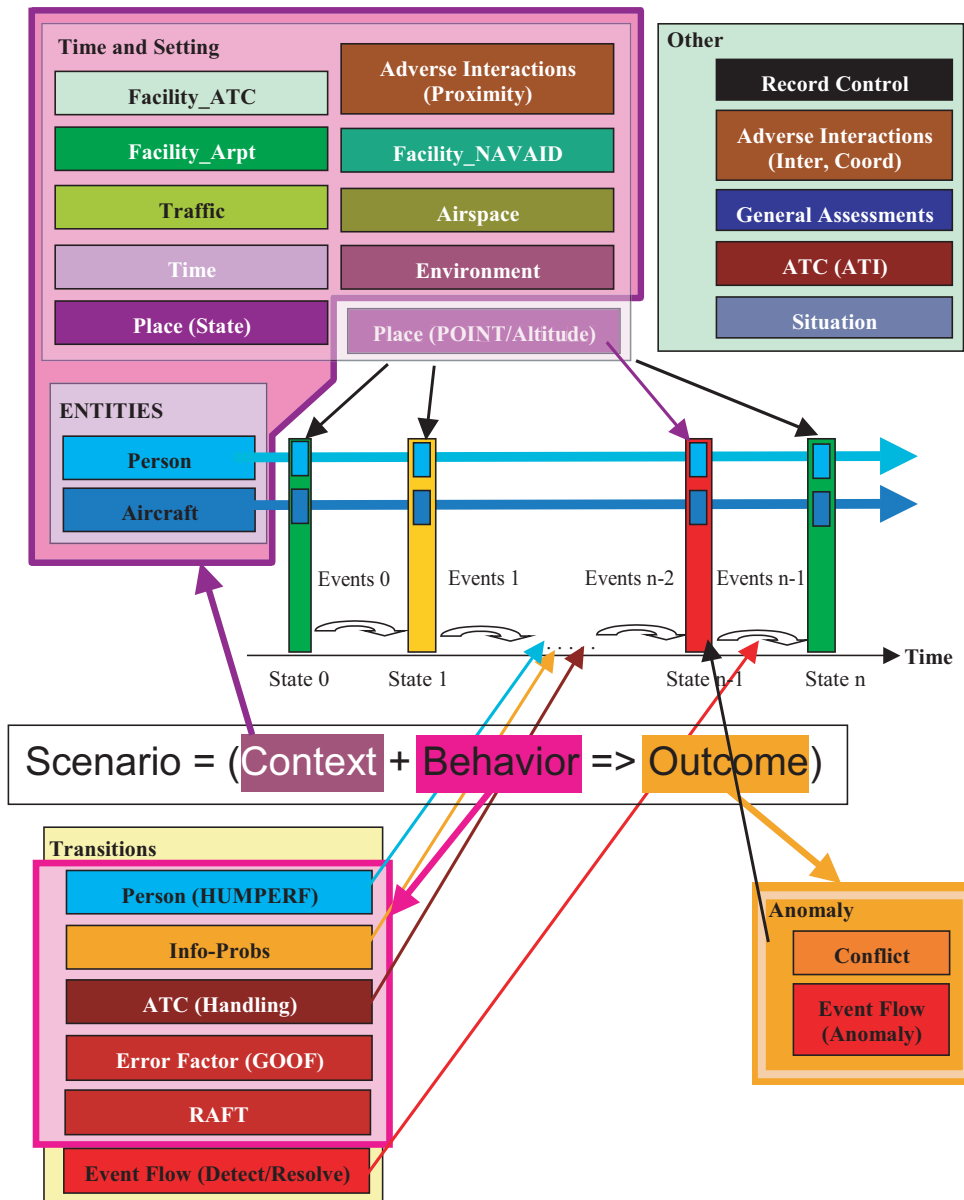 Time and Setting
Facility_ATC
Facility_Arpt
Traffic
Time
Place (State)
Adverse Interactions
(Proximity)
Facility_NAVAID
Airspace
Environment
Place (POINT/Altitude)
Other
Record Control
Adverse Interactions
(Inter, Coord)
General Assessments
ATC (ATI)
Situation
ENTITIES
Person
Aircraft
Events 0
Events 1
Events n-2
Events n-1
. . . . .
Time
State 0
State 1
State n-1
State n
Scenario = (Context + Behavior => Outcome)
Transitions
Person (HUMPERF)
Info-Probs
ATC (Handling)
Error Factor (GOOF)
RAFT
Event Flow (Detect/Resolve)
Anomaly
Conflict
Event Flow
(Anomaly)